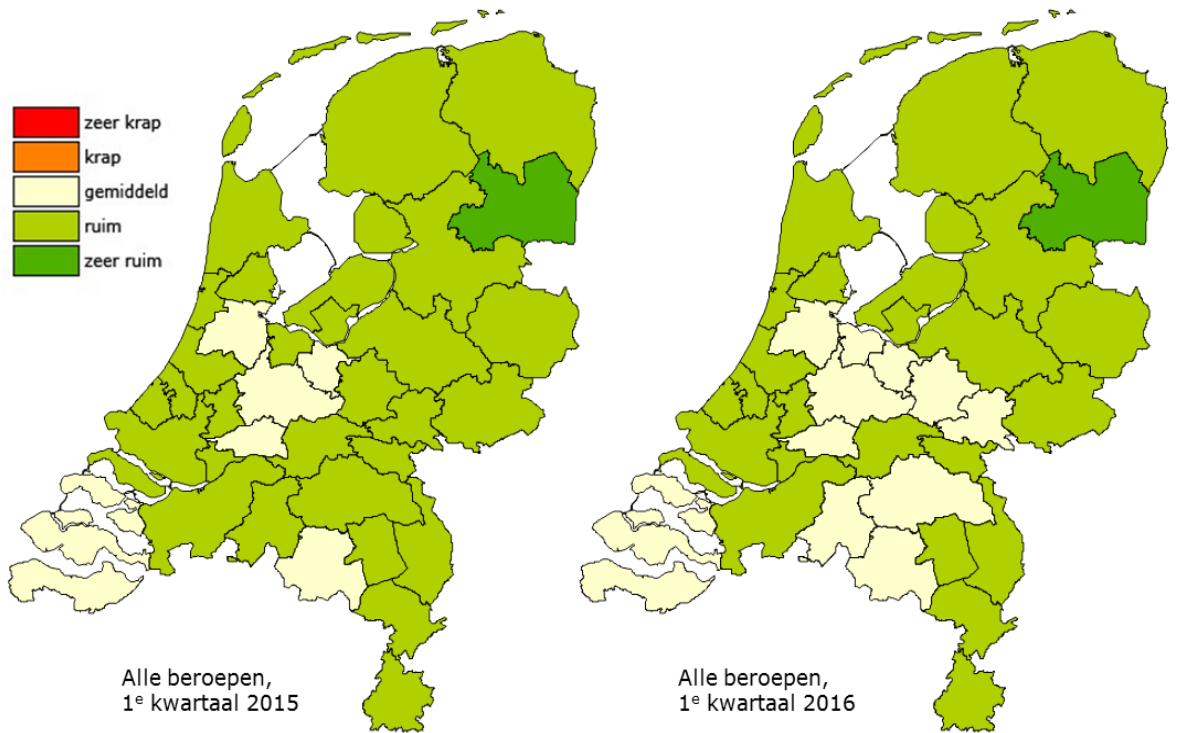 zeer krap
krap
gemiddeld
ruim
zeer ruim
Alle beroepen,
1e kwartaal 2015
Alle beroepen,
1e kwartaal 2016